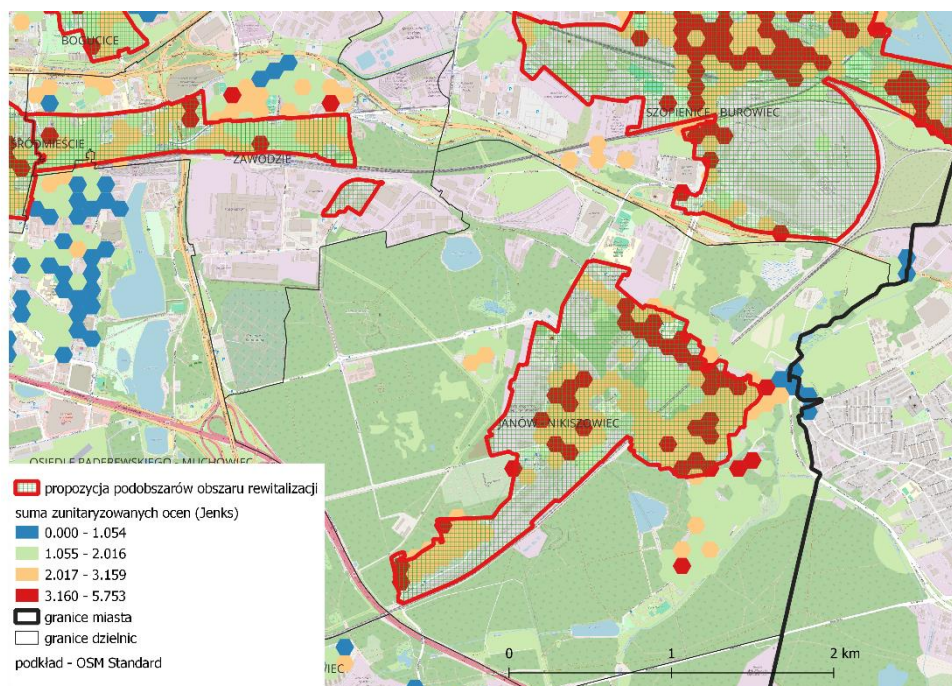 BOGUCICE
SZOPIENICE - BUROWIEC
ŚRÓDMIEŚCIE
ZAWODZIE
JANÓW - NIKISZOWIEC
OSIEDLE PADEREWSKIEGO - MUCHOWIEC
propozycja podobszarów obszaru rewitalizacji
suma zunitaryzowanych ocen (Jenks)
0.000 - 1.054
1.055 - 2.016
2.017 - 3.159
3.160 - 5.753
granice miasta
granice dzielnic
podkład - OSM Standard
WIEC
0 1 2 km